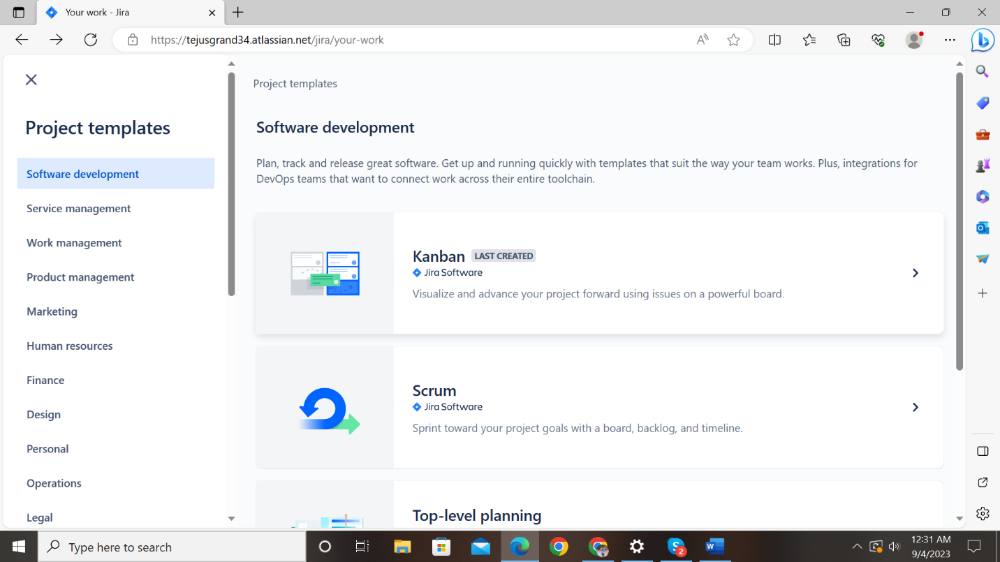 Your work - Jira
https://tejusgrand34.atlassian.net/jira/your-work
Project templates
Software development
Service management
Work management
Product management
Marketing
Human resources
Finance
Design
Personal
Operations
Legal
Project templates
Software development
Plan, track and release great software. Get up and running quickly with templates that suit the way your team works. Plus, integrations for
DevOps teams that want to connect work across their entire toolchain.
Kanban LAST CREATED
Jira Software
Visualize and advance your project forward using issues on a powerful board.
Scrum
Jira Software
Sprint toward your project goals with a board, backlog, and timeline.
Top-level planning
Type here to search
2
12:31 AM
9/4/2023